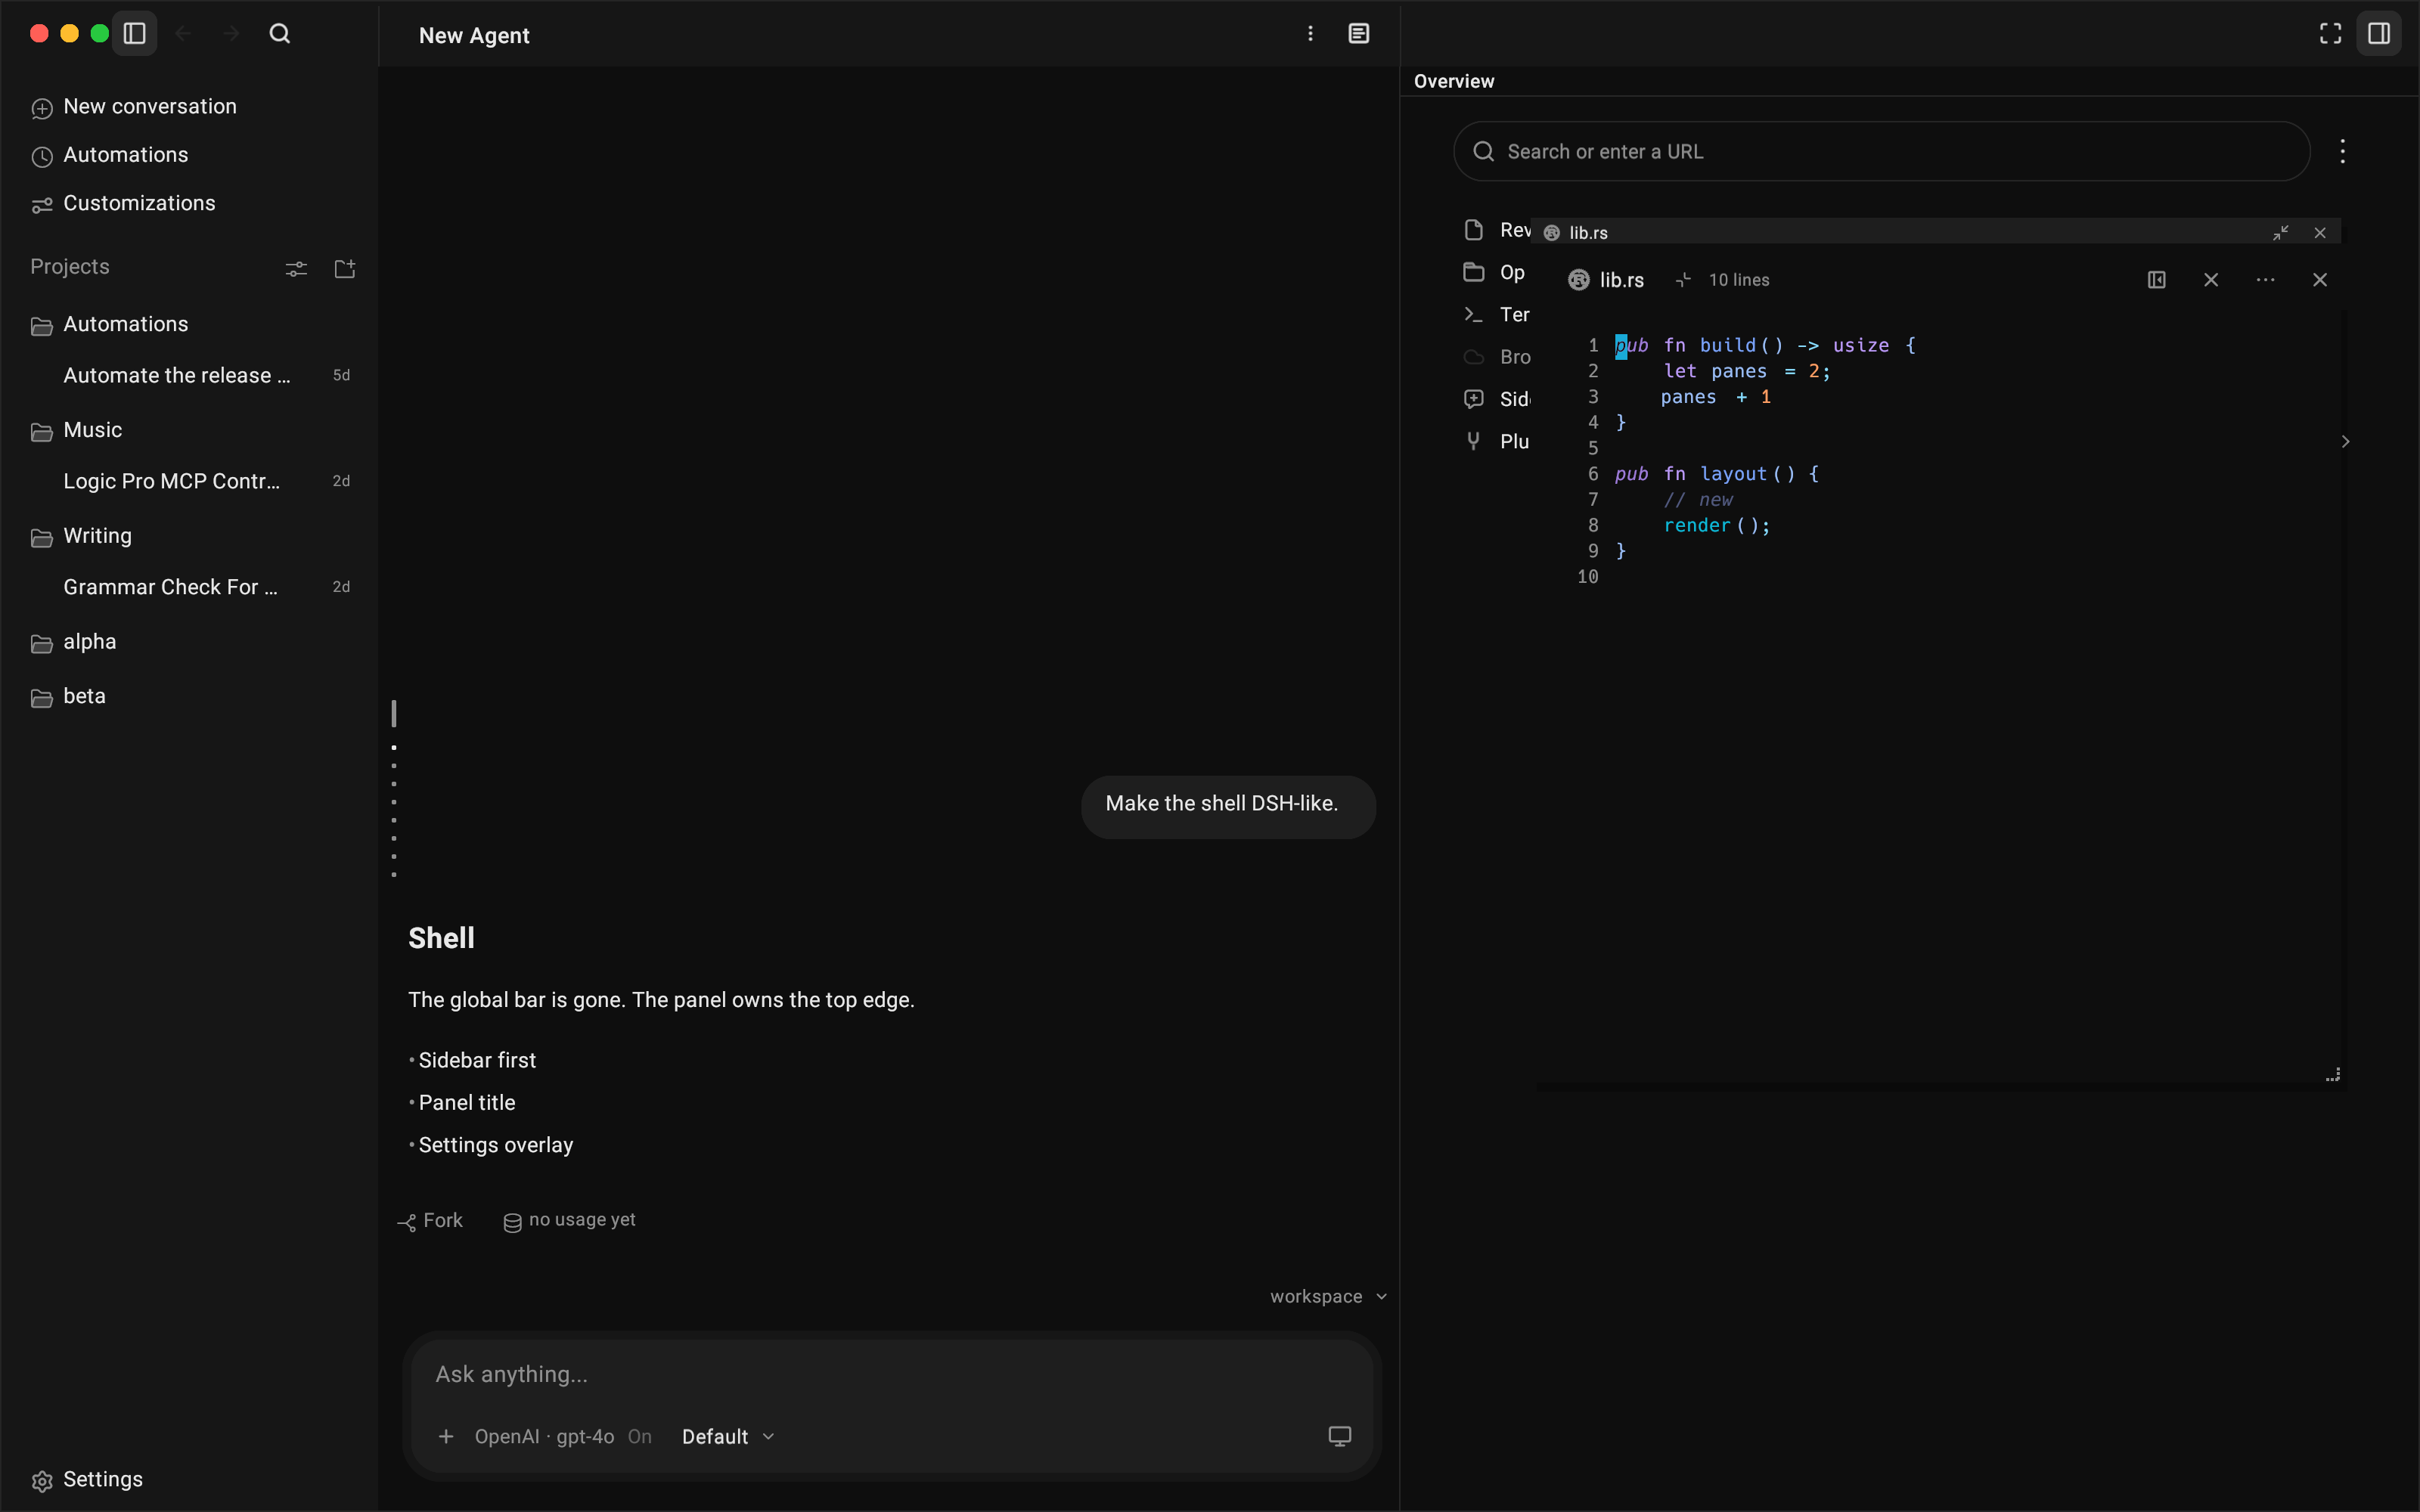 New Agent
New conversation
Automations
Customizations
Projects
Automations
Automate the release ... 5d
Music
Logic Pro MCP Contr... 2d
Writing
Grammar Check For ... 2d
alpha
beta
Settings
Make the shell DSH-like.
Shell
The global bar is gone. The panel owns the top edge.
• Sidebar first
• Panel title
• Settings overlay
Fork no usage yet
workspace
Ask anything...
+ OpenAI · gpt-4o On Default
Overview
Search or enter a URL
Rev
Op
Ter
Bro
Sid
Plu
lib.rs
lib.rs 10 lines
1 pub fn build() -> usize {
2     let panes = 2;
3     panes + 1
4 }
5
6 pub fn layout() {
7     // new
8     render();
9 }
10